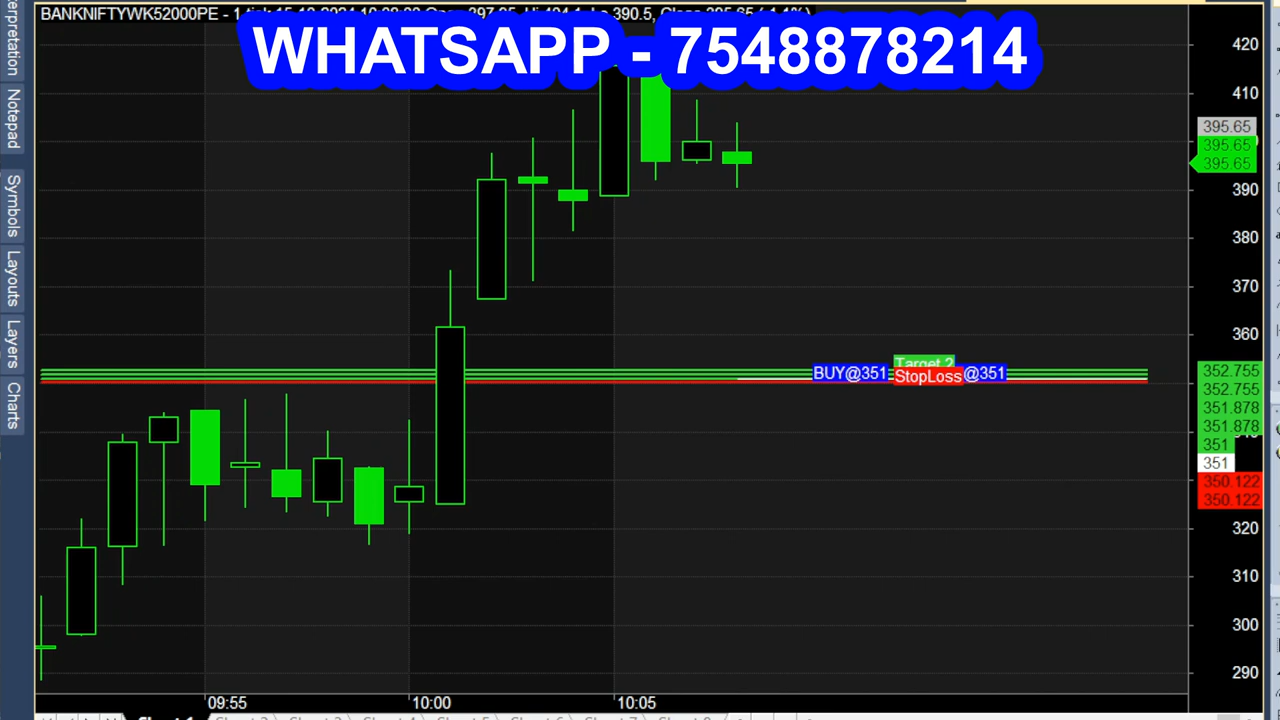 BANKNIFTYWK52000PE - 1 tick
WHATSAPP - 7548878214
Notepad
Symbols
Layouts
Layers
Charts
420
410
395.65
395.65
395.65
390
380
370
360
Target 2
BUY@351
StopLoss
@351
352.755
352.755
351.878
351.878
351
351
350.122
350.122
320
310
300
290
09:55
10:00
10:05